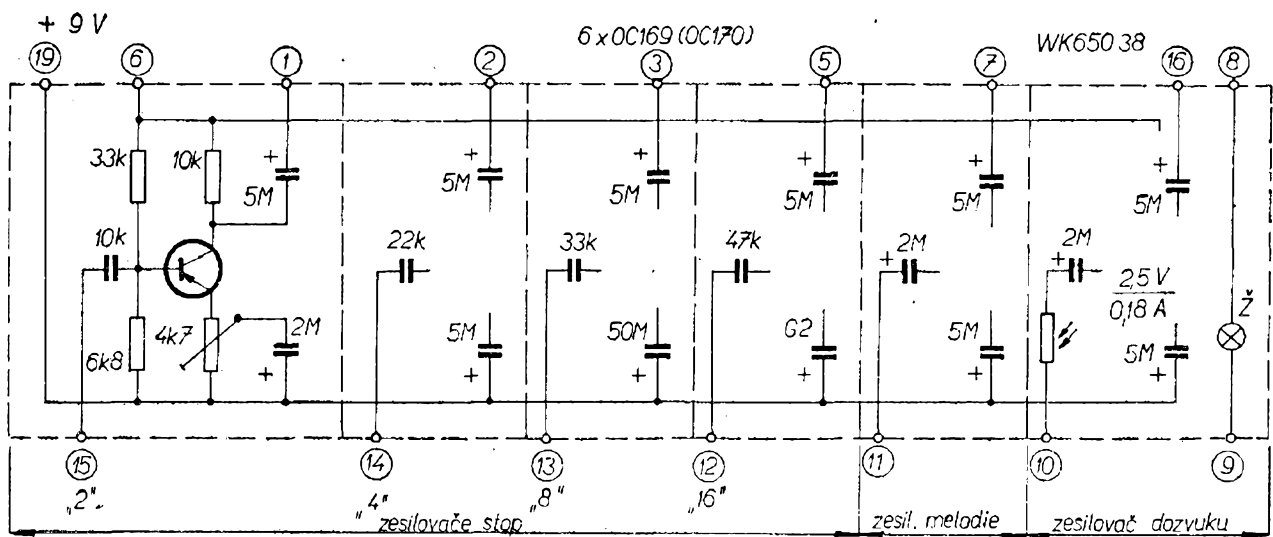 + 9 V
6 x 0C169 (0C170)
WK650 38
19
6
1
2
3
5
7
16
8
33k
10k
+
5M
+
5M
+
5M
+
5M
+
5M
+
5M
10k
22k
33k
47k
+
2M
+
2M
2,5 V
0,18 A
Ž
6k8
4k7
2M
+
5M
+
50M
+
G2
+
5M
+
5M
+
15
14
13
12
11
10
9
„2"
„4"
„8"
„16"
zesilovače stop
zesil. melodie
zesilovač dozvuku